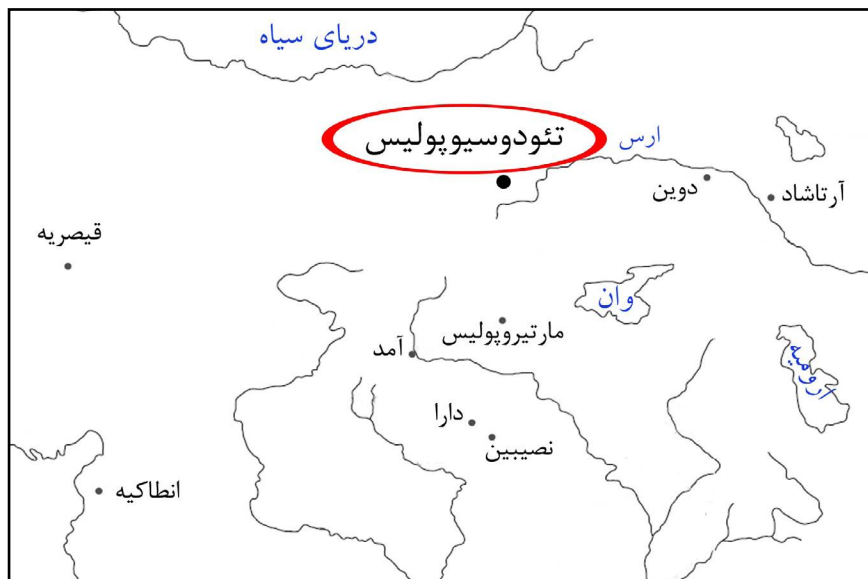 دریای سیاه
تئودوسیوپولیس
ارس
دوین
آرتاشاد
قیصریه
وان
مارتیروپولیس
آمد
ارومیه
دارا
نصیبین
انطاکیه